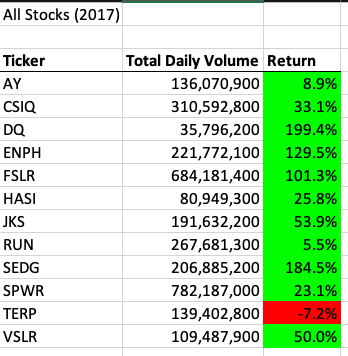 All Stocks (2017)
Ticker Total Daily Volume Return
AY 136,070,900 8.9%
CSIQ 310,592,800 33.1%
DQ 35,796,200 199.4%
ENPH 221,772,100 129.5%
FSLR 684,181,400 101.3%
HASI 80,949,300 25.8%
JKS 191,632,200 53.9%
RUN 267,681,300 5.5%
SEDG 206,885,200 184.5%
SPWR 782,187,000 23.1%
TERP 139,402,800 -7.2%
VSLR 109,487,900 50.0%